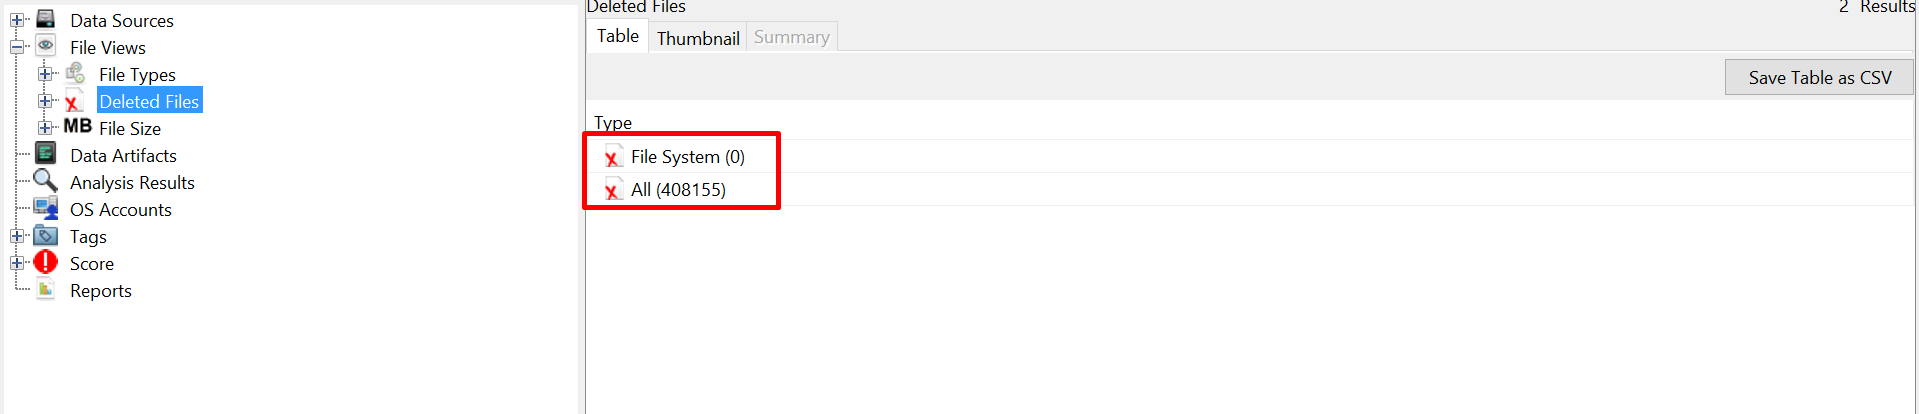 Data Sources
File Views
File Types
Deleted Files
MB File Size
Data Artifacts
Analysis Results
OS Accounts
Tags
Score
Reports
Deleted Files 2 Results
Table Thumbnail Summary
Save Table as CSV
Type
File System (0)
All (408155)